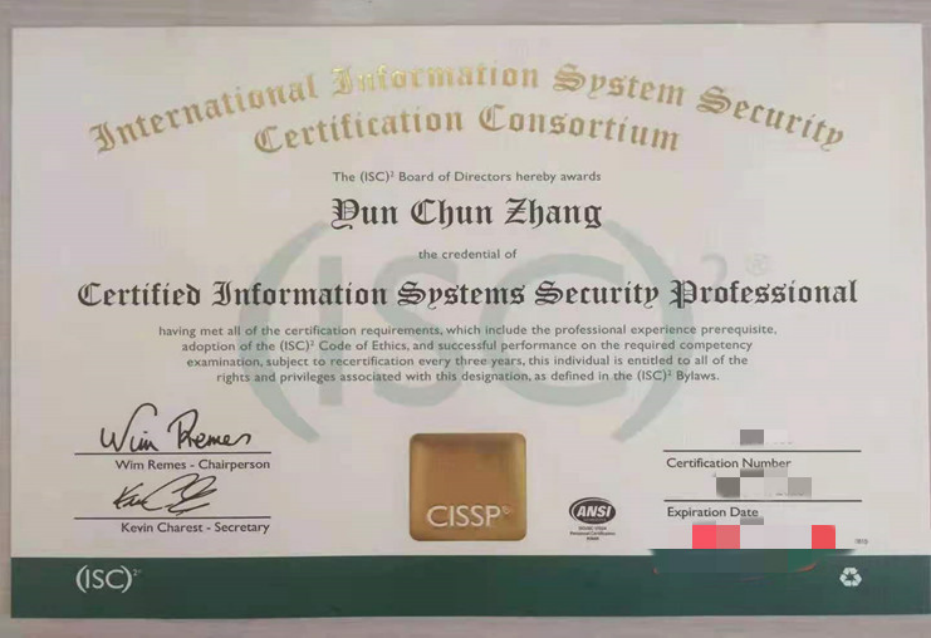 International Information System Security
Certification Consortium
The (ISC)² Board of Directors hereby awards
Yun Chun Zhang
the credential of
(ISC)²®
Certified Information Systems Security Professional
having met all of the certification requirements, which include the professional experience prerequisite,
adoption of the (ISC)² Code of Ethics, and successful performance on the required competency
examination, subject to recertification every three years, this individual is entitled to all of the
rights and privileges associated with this designation, as defined in the (ISC)² Bylaws.
Wim Remes
Wim Remes - Chairperson
Kevin Charest - Secretary
CISSP®
ANSI
Certification Number
Expiration Date
(ISC)²®